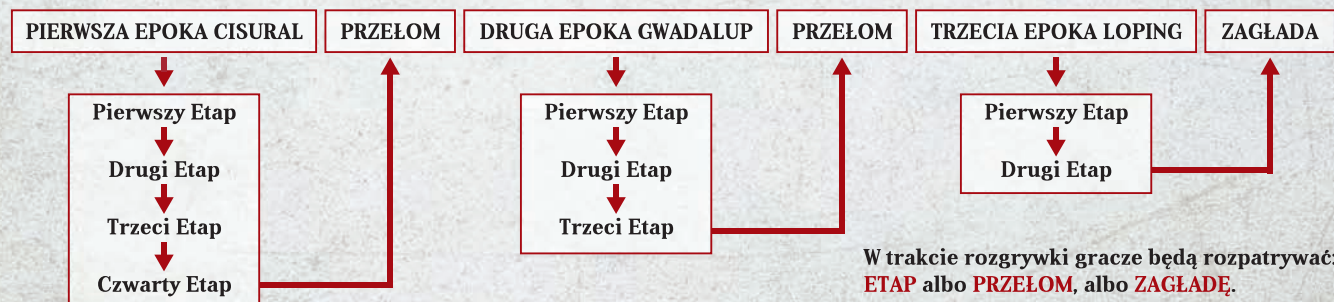 PIERWSZA EPOKA CISURAL
PRZEŁOM
DRUGA EPOKA GWADALUP
PRZEŁOM
TRZECIA EPOKA LOPING
ZAGŁADA
Pierwszy Etap
Drugi Etap
Trzeci Etap
Czwarty Etap
Pierwszy Etap
Drugi Etap
Trzeci Etap
Pierwszy Etap
Drugi Etap
W trakcie rozgrywki gracze będą rozpatrywać:
ETAP albo PRZEŁOM, albo ZAGŁADĘ.